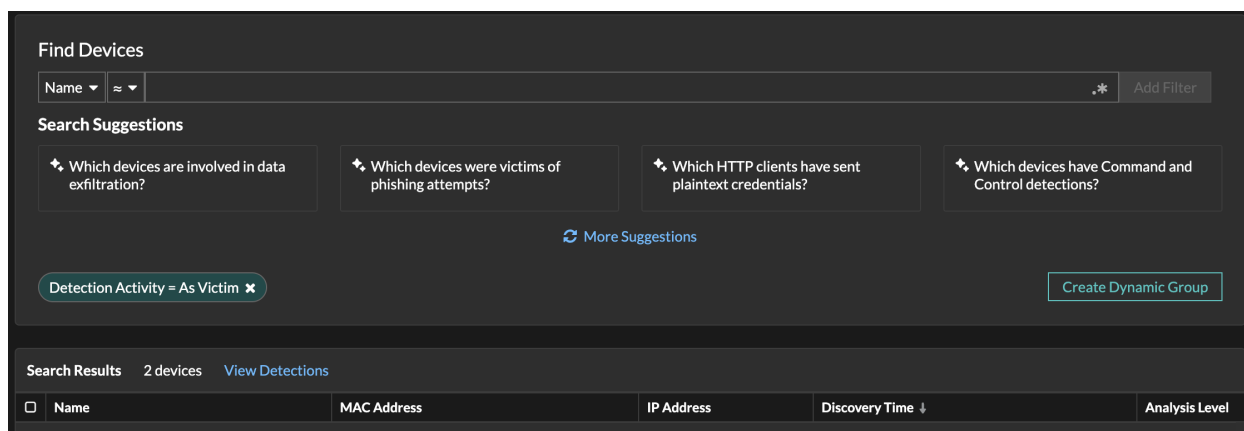 Find Devices
Name ≈ .* Add Filter
Search Suggestions
Which devices are involved in data
exfiltration?
Which devices were victims of
phishing attempts?
Which HTTP clients have sent
plaintext credentials?
Which devices have Command and
Control detections?
More Suggestions
Detection Activity = As Victim ✖ Create Dynamic Group
Search Results 2 devices View Detections
Name MAC Address IP Address Discovery Time ↓ Analysis Level